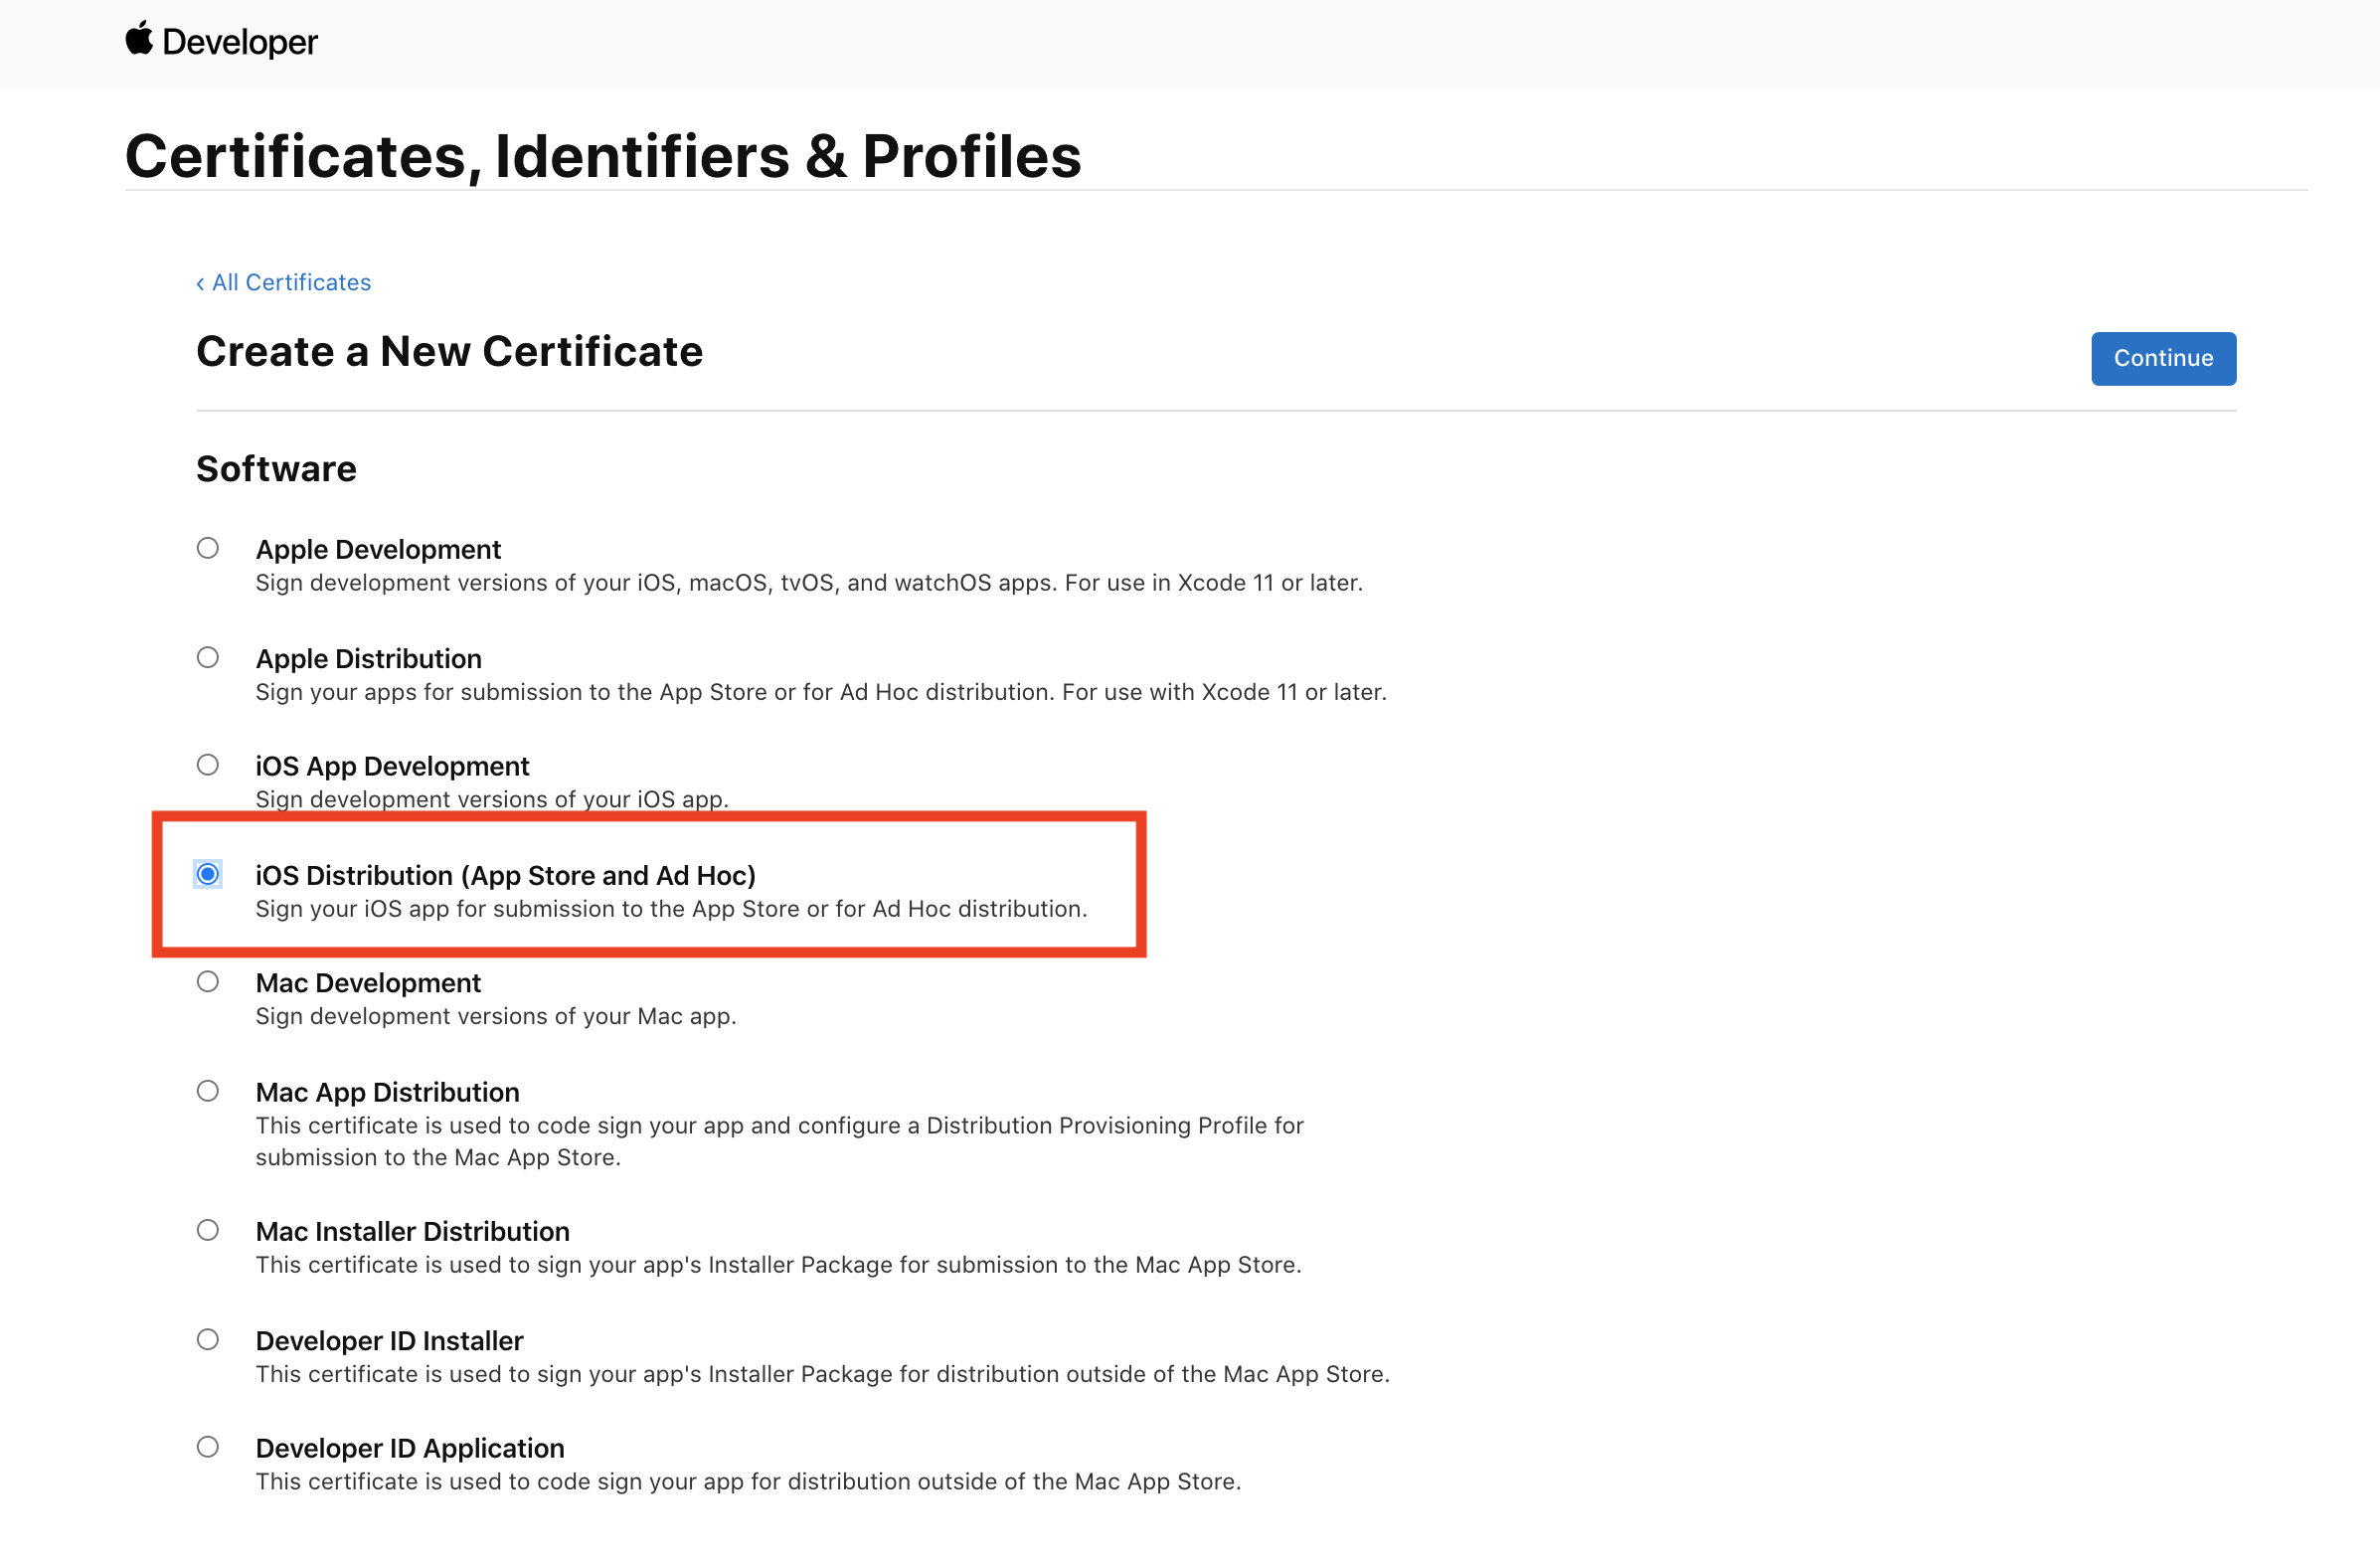 Developer
Certificates, Identifiers & Profiles
‹ All Certificates
Create a New Certificate
Continue
Software
Apple Development
Sign development versions of your iOS, macOS, tvOS, and watchOS apps. For use in Xcode 11 or later.
Apple Distribution
Sign your apps for submission to the App Store or for Ad Hoc distribution. For use with Xcode 11 or later.
iOS App Development
Sign development versions of your iOS app.
iOS Distribution (App Store and Ad Hoc)
Sign your iOS app for submission to the App Store or for Ad Hoc distribution.
Mac Development
Sign development versions of your Mac app.
Mac App Distribution
This certificate is used to code sign your app and configure a Distribution Provisioning Profile for
submission to the Mac App Store.
Mac Installer Distribution
This certificate is used to sign your app's Installer Package for submission to the Mac App Store.
Developer ID Installer
This certificate is used to sign your app's Installer Package for distribution outside of the Mac App Store.
Developer ID Application
This certificate is used to code sign your app for distribution outside of the Mac App Store.